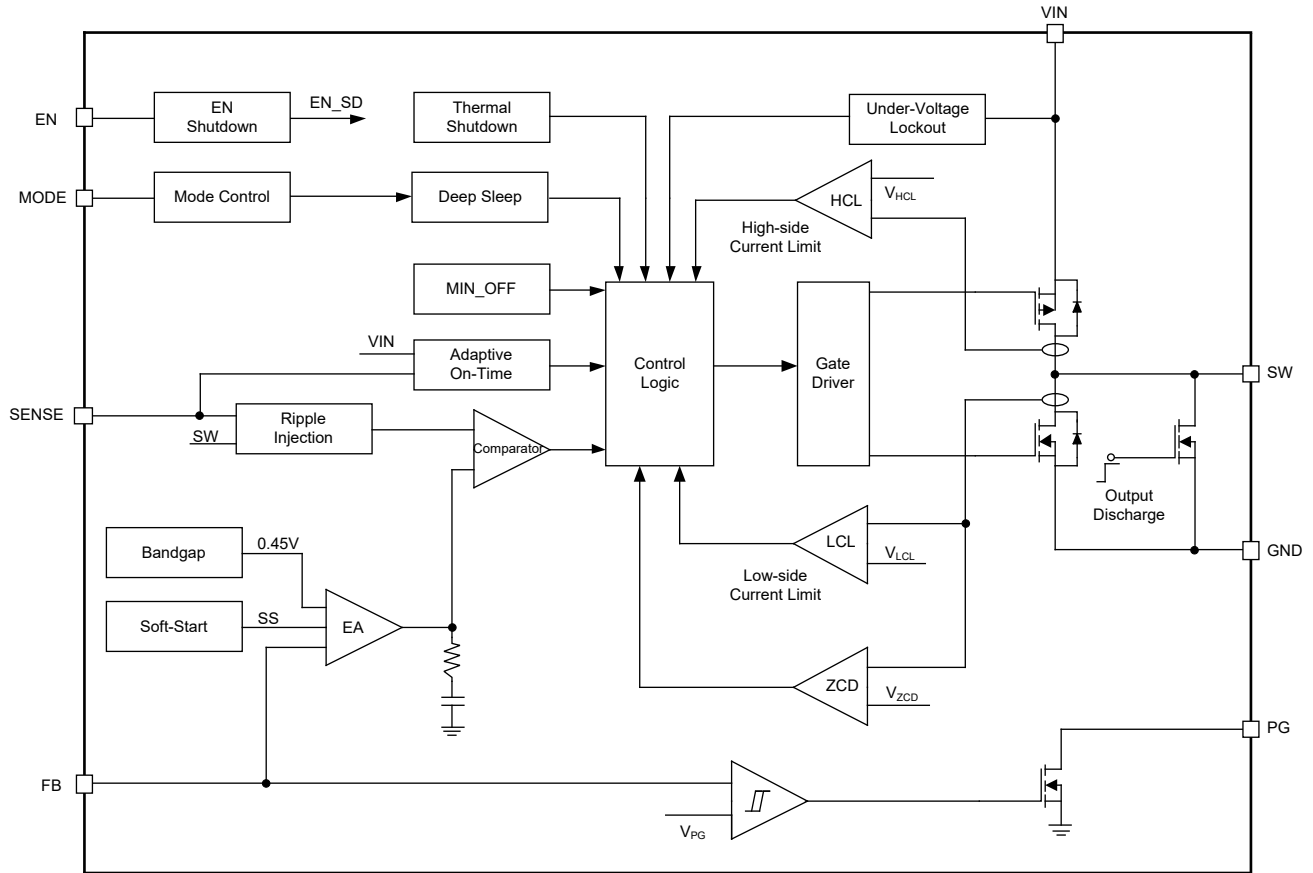 VIN
EN
EN
Shutdown
EN_SD
Thermal
Shutdown
Under-Voltage
Lockout
MODE
Mode Control
Deep Sleep
HCL
VHCL
High-side
Current Limit
MIN_OFF
VIN
Adaptive
On-Time
Control
Logic
Gate
Driver
SW
SENSE
SW
Ripple
Injection
Comparator
Output
Discharge
Bandgap
0.45V
LCL
VLCL
Low-side
Current Limit
GND
Soft-Start
SS
EA
ZCD
VZCD
PG
FB
VPG